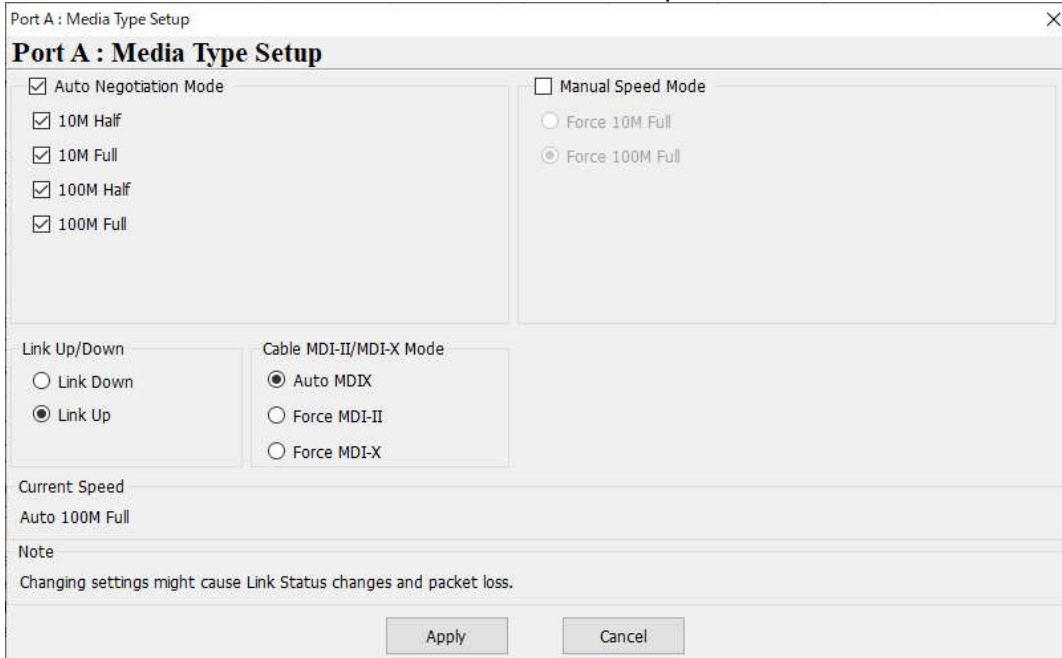 Port A : Media Type Setup
Port A : Media Type Setup
Auto Negotiation Mode
10M Half
10M Full
100M Half
100M Full
Manual Speed Mode
Force 10M Full
Force 100M Full
Link Up/Down
Link Down
Link Up
Cable MDI-II/MDI-X Mode
Auto MDIX
Force MDI-II
Force MDI-X
Current Speed
Auto 100M Full
Note
Changing settings might cause Link Status changes and packet loss.
Apply
Cancel